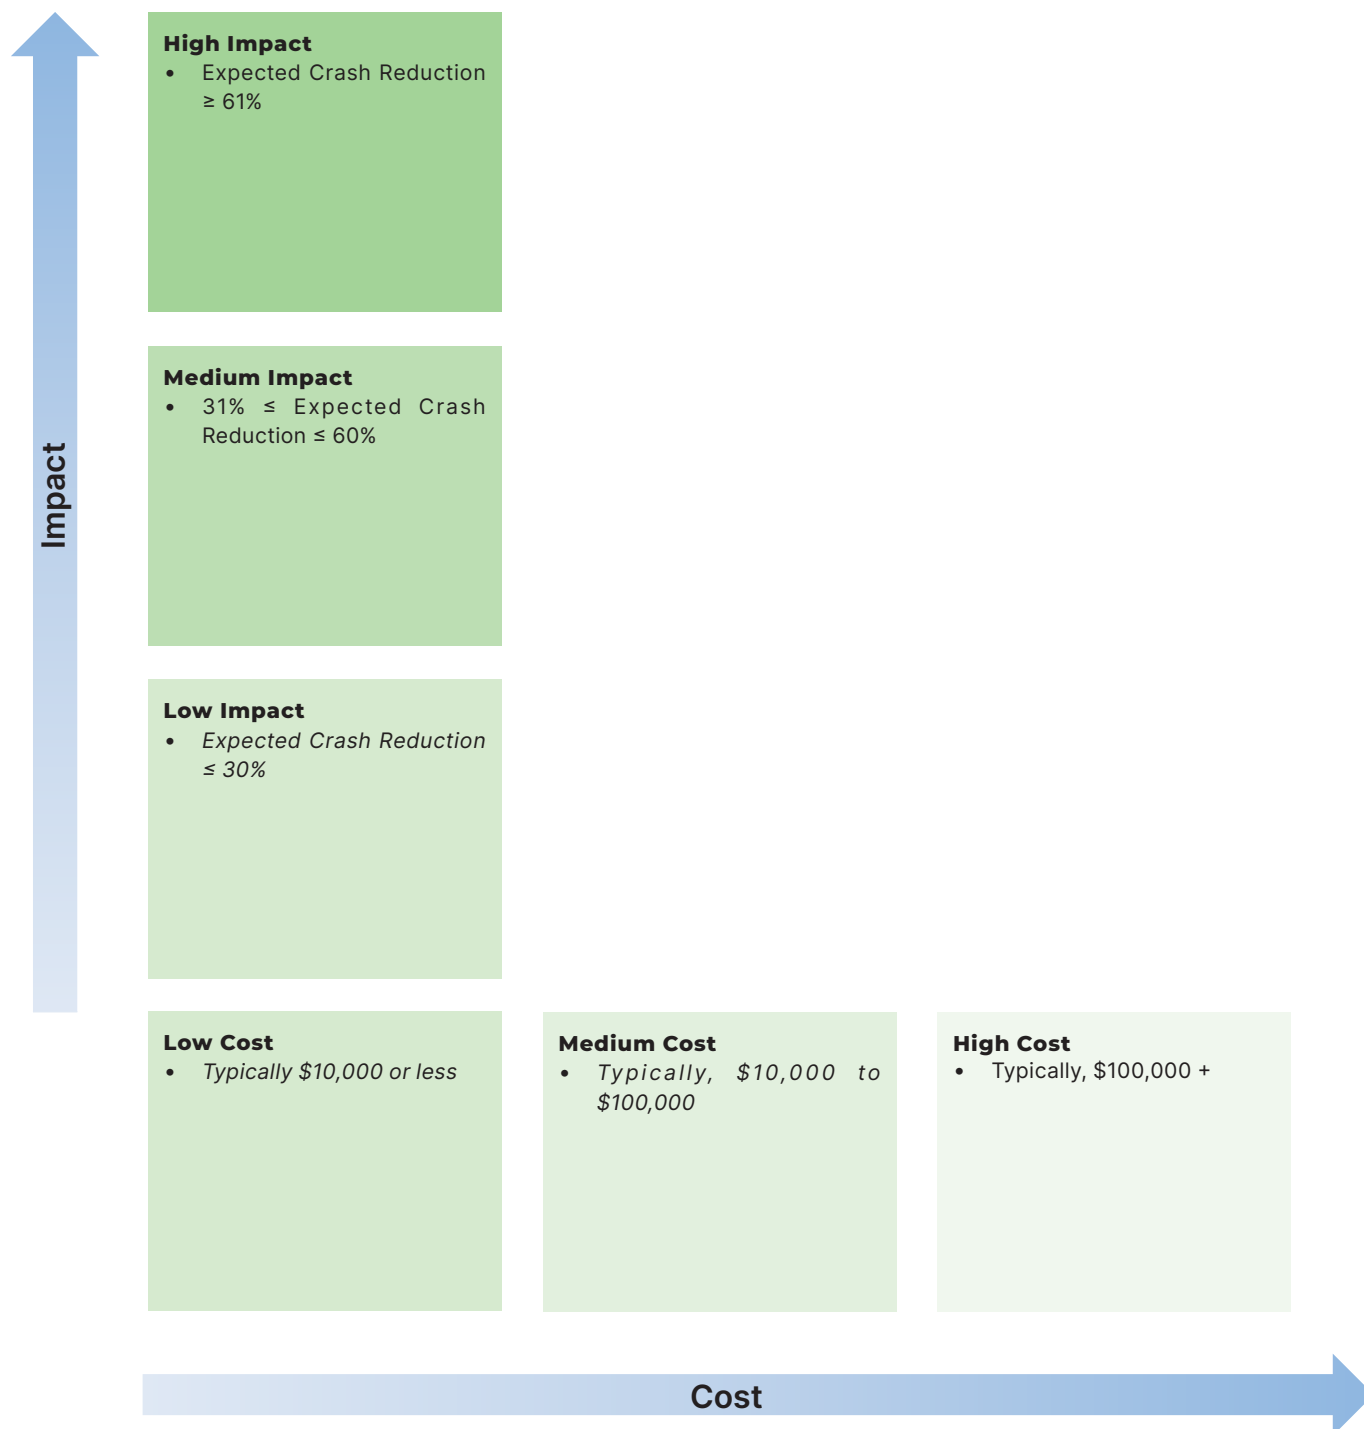 High Impact
• Expected Crash Reduction
≥ 61%
Medium Impact
• 31% ≤ Expected Crash
Reduction ≤ 60%
Impact
Low Impact
• Expected Crash Reduction
≤ 30%
Low Cost
• Typically $10,000 or less
Medium Cost
• Typically, $10,000 to
$100,000
High Cost
• Typically, $100,000 +
Cost